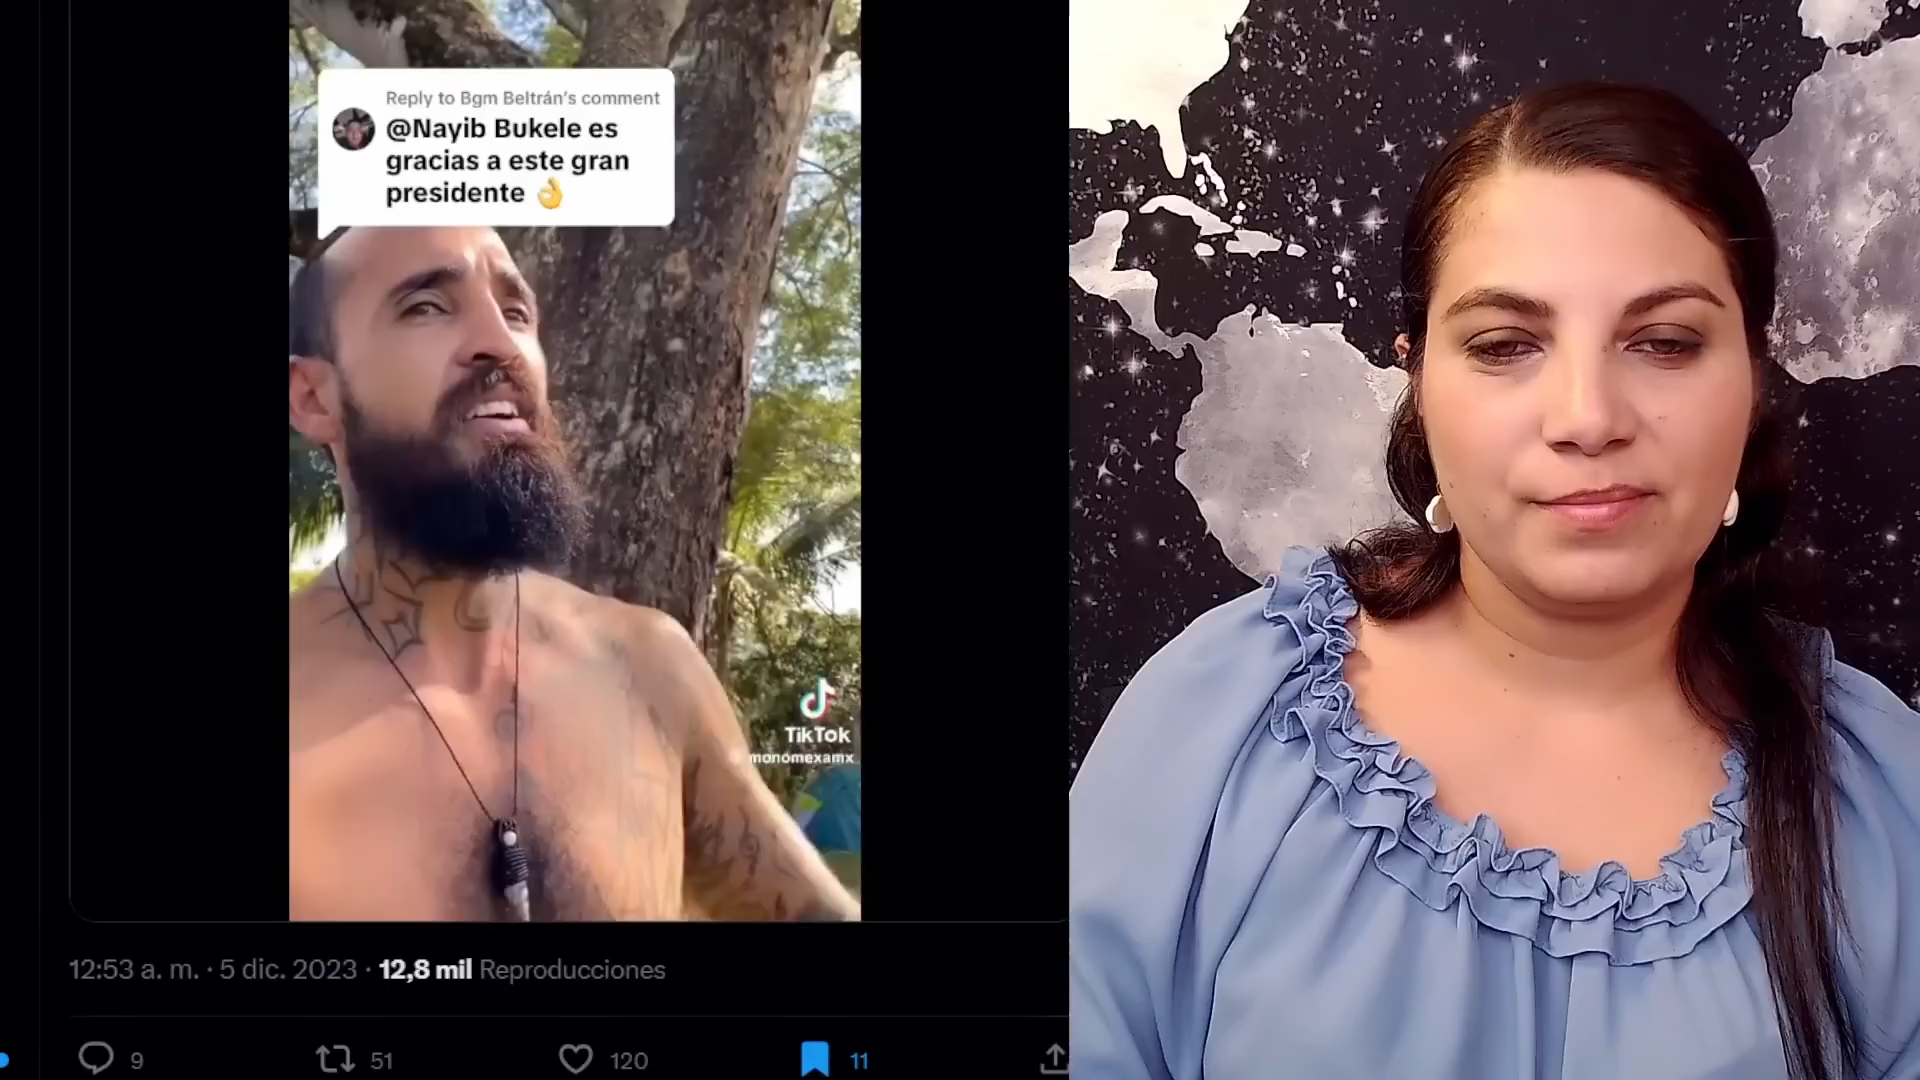 Reply to Bgm Beltrán's comment
@Nayib Bukele es
gracias a este gran
presidente 👌
TikTok
monomexamx
12:53 a. m. · 5 dic. 2023 · 12,8 mil Reproducciones
9 51 120 11